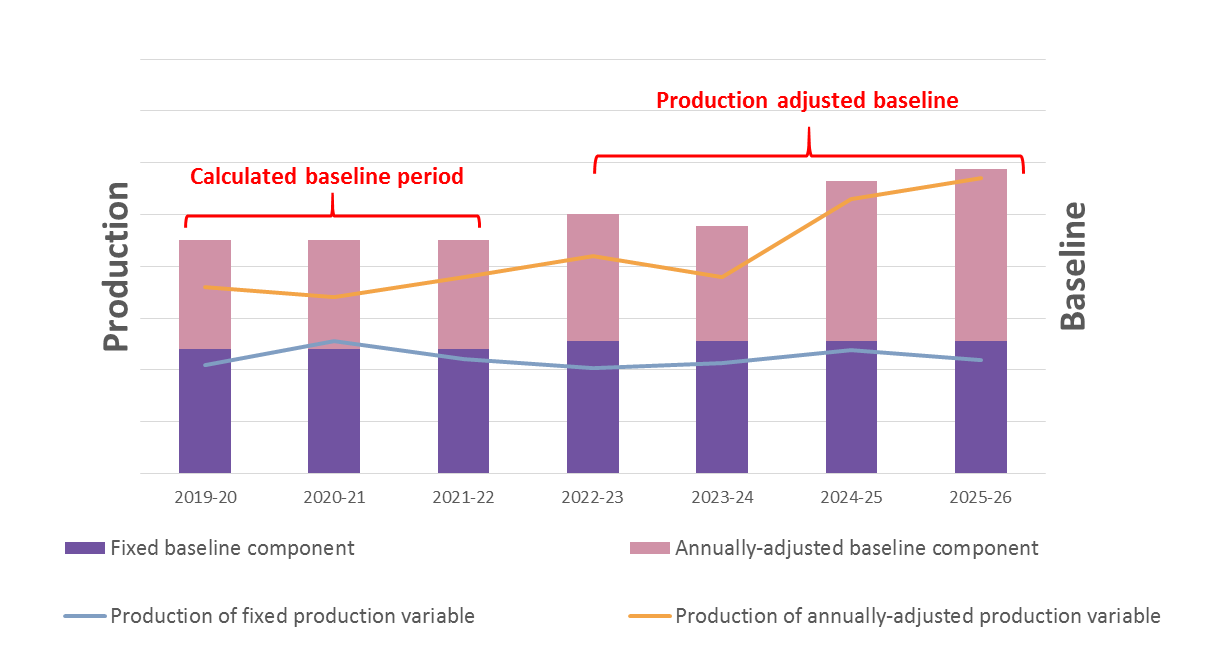 Production adjusted baseline
Calculated baseline period
Production
Baseline
2019-20
2020-21
2021-22
2022-23
2023-24
2024-25
2025-26
Fixed baseline component
Annually-adjusted baseline component
Production of fixed production variable
Production of annually-adjusted production variable